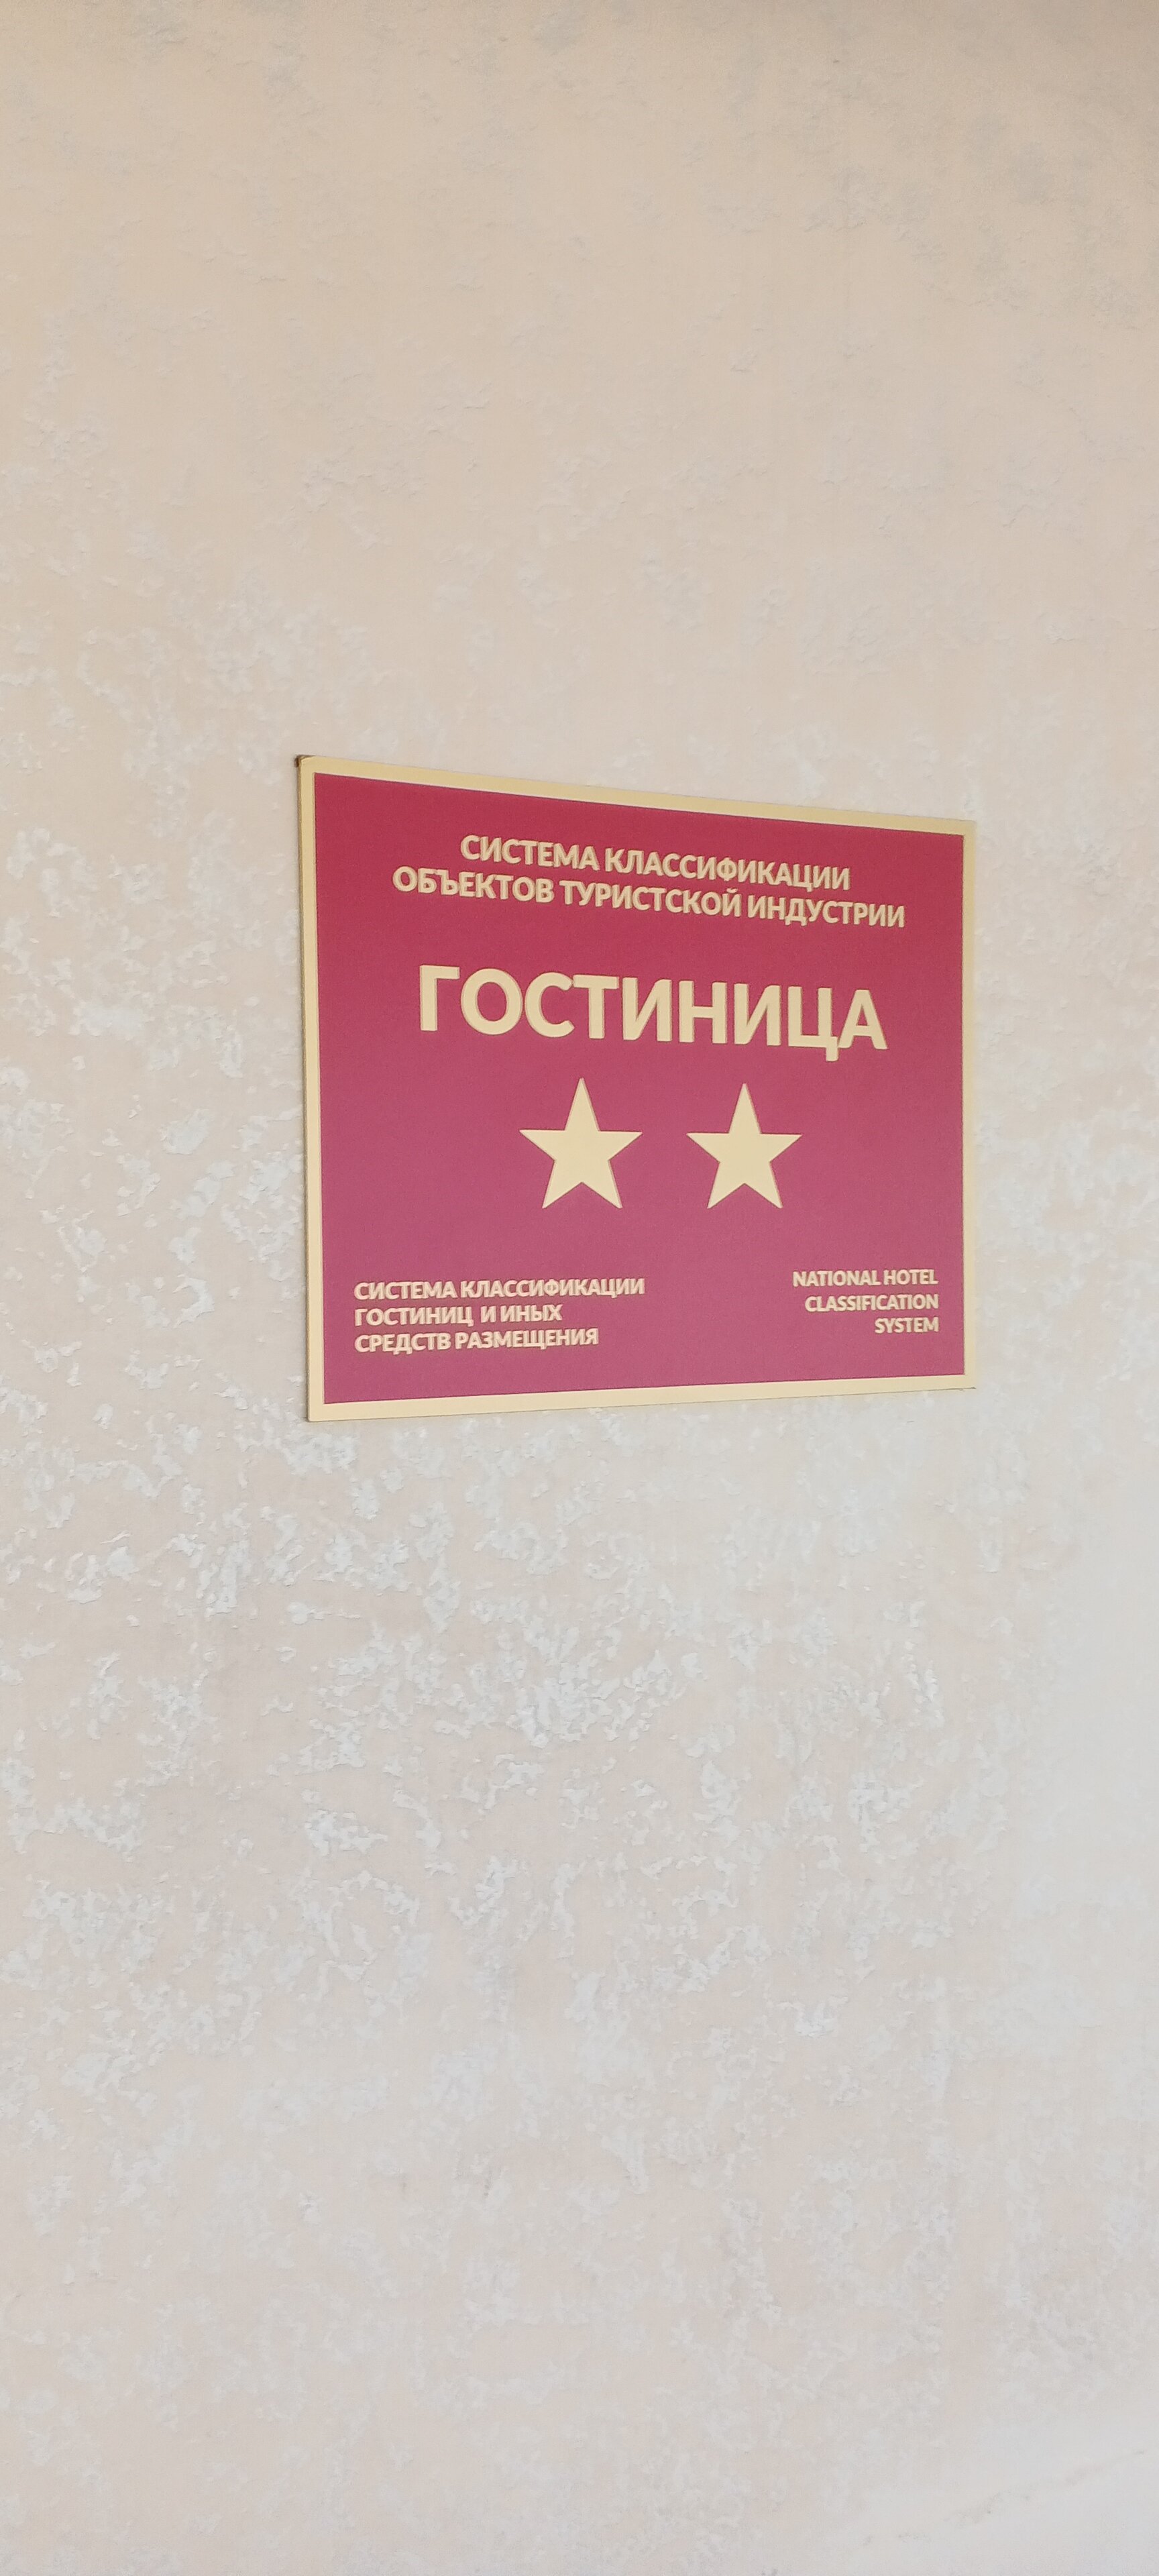 СИСТЕМА КЛАССИФИКАЦИИ
ОБЪЕКТОВ ТУРИСТСКОЙ ИНДУСТРИИ
ГОСТИНИЦА
СИСТЕМА КЛАССИФИКАЦИИ
ГОСТИНИЦ И ИНЫХ
СРЕДСТВ РАЗМЕЩЕНИЯ
NATIONAL HOTEL
CLASSIFICATION
SYSTEM